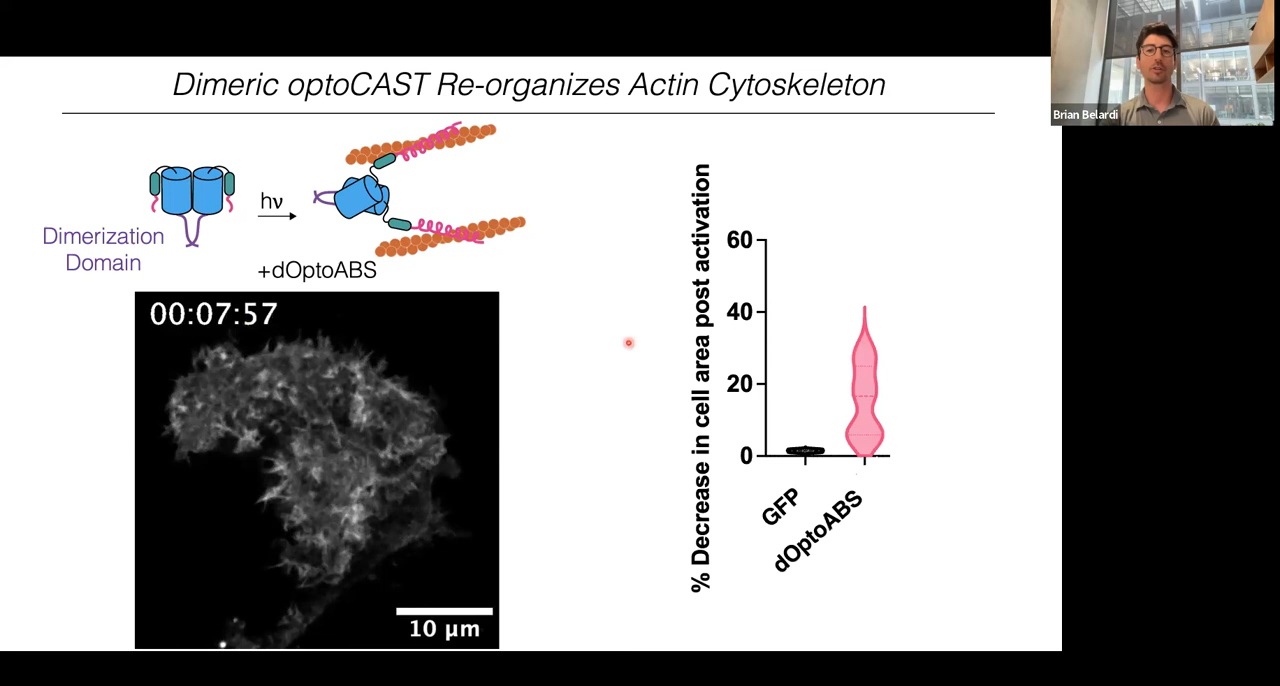 Dimeric optoCAST Re-organizes Actin Cytoskeleton
Brian Belardi
hν
Dimerization
Domain
+dOptoABS
00:07:57
10 μm
% Decrease in cell area post activation
60
40
20
0
GFP
dOptoABS